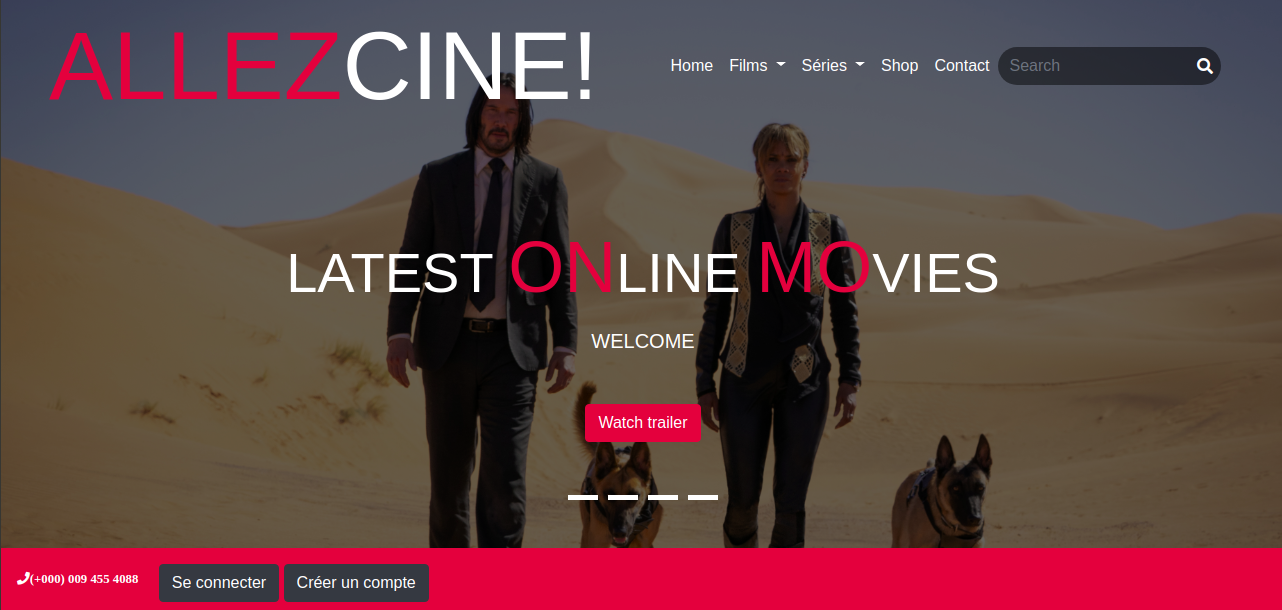 ALLEZCINE!
Home Films Séries Shop Contact Search
LATEST ONLINE MOVIES
WELCOME
Watch trailer
(+000) 009 455 4088 Se connecter Créer un compte